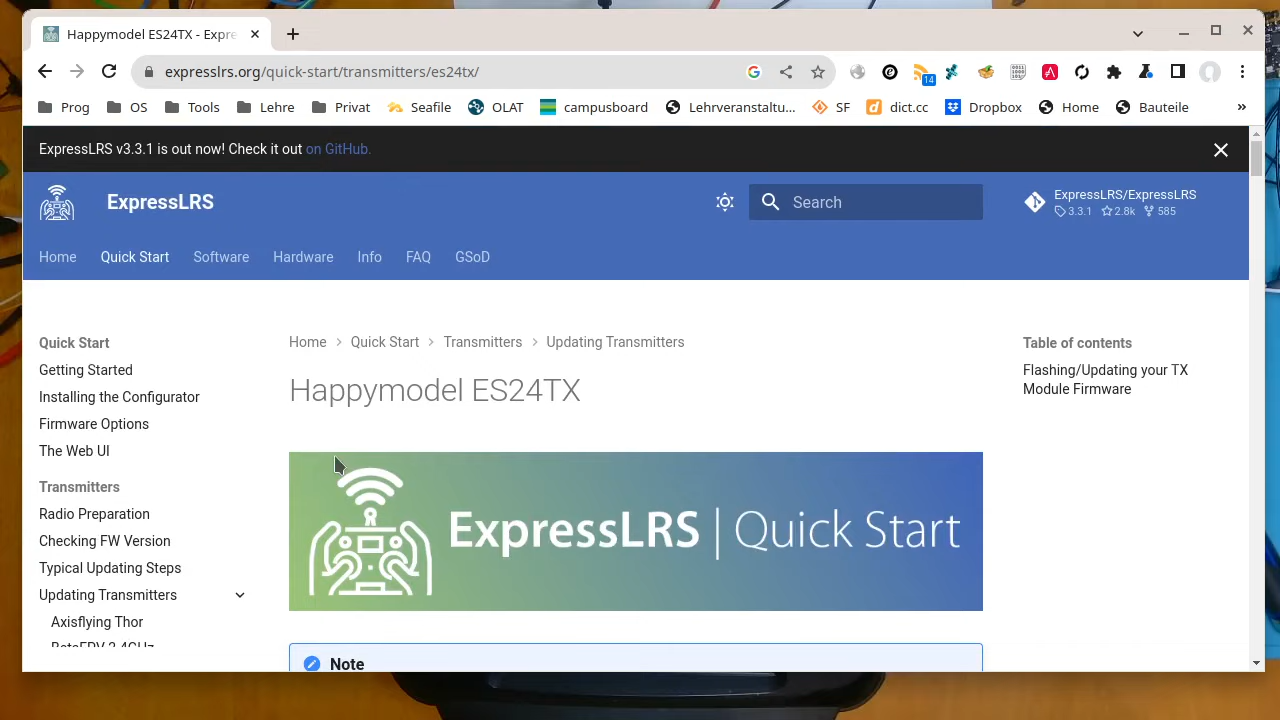 Happymodel ES24TX - Expre
expresslrs.org/quick-start/transmitters/es24tx/
14
Prog OS Tools Lehre Privat Seafile OLAT campusboard Lehrveranstaltu... SF dict.cc Dropbox Home Bauteile »
ExpressLRS v3.3.1 is out now! Check it out on GitHub.
ExpressLRS
Search
ExpressLRS/ExpressLRS
3.3.1 2.8k 585
Home Quick Start Software Hardware Info FAQ GSoD
Quick Start
Getting Started
Installing the Configurator
Firmware Options
The Web UI
Transmitters
Radio Preparation
Checking FW Version
Typical Updating Steps
Updating Transmitters
Axisflying Thor
BetaFPV 2.4GHz
Home > Quick Start > Transmitters > Updating Transmitters
Happymodel ES24TX
ExpressLRS | Quick Start
Note
Table of contents
Flashing/Updating your TX
Module Firmware